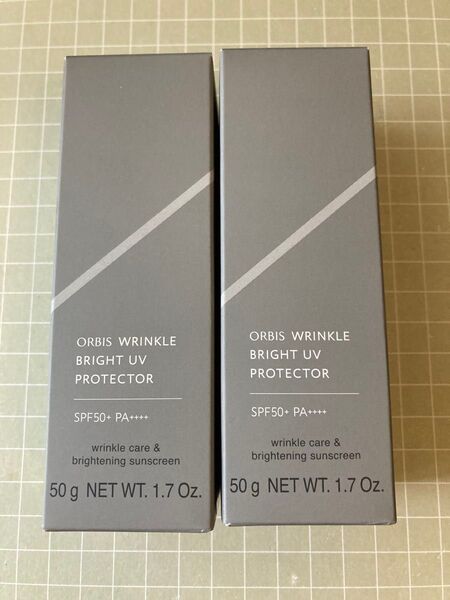 ORBIS WRINKLE
BRIGHT UV
PROTECTOR
SPF50+ PA++++
wrinkle care &
brightening sunscreen
50 g NET WT. 1.7 Oz.
ORBIS WRINKLE
BRIGHT UV
PROTECTOR
SPF50+ PA++++
wrinkle care &
brightening sunscreen
50 g NET WT. 1.7 Oz.